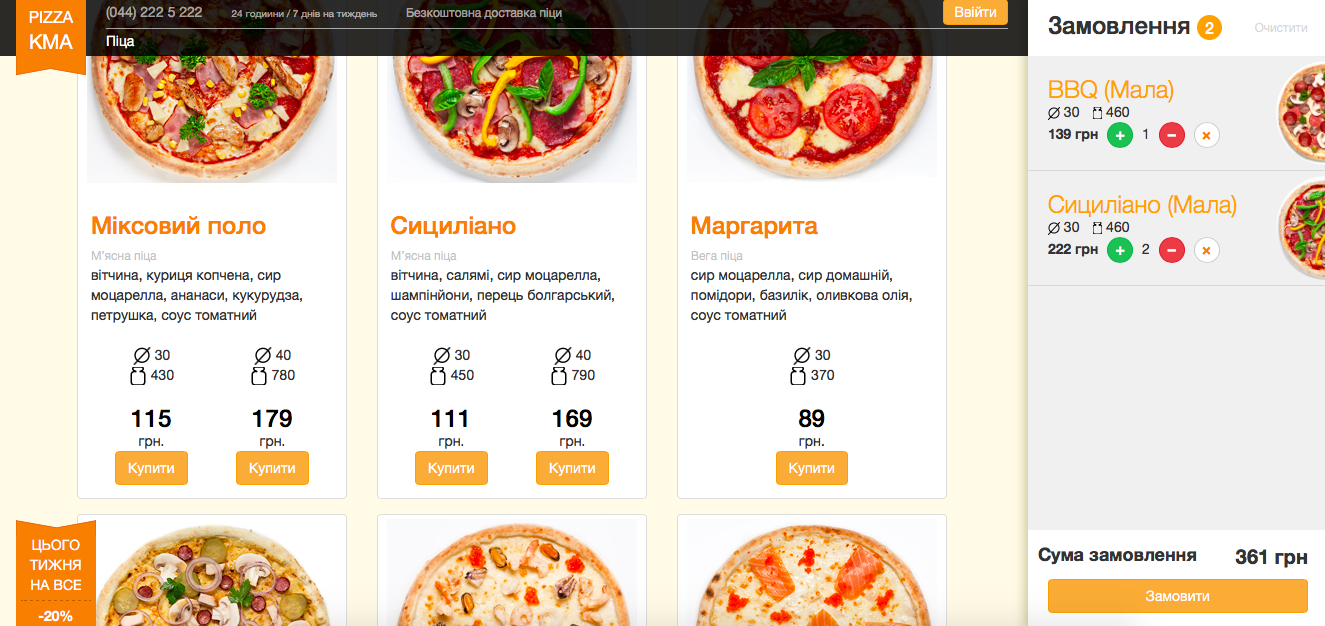 PIZZA
KMA
(044) 222 5 222
24 годиини / 7 днів на тиждень
Безкоштовна доставка піци
Ввійти
Піца
Міксовий поло
М'ясна піца
вітчина, куриця копчена, сир
моцарелла, ананаси, кукурудза,
петрушка, соус томатний
30
40
430
780
115
179
грн.
грн.
Купити
Купити
Сициліано
М'ясна піца
вітчина, салямі, сир моцарелла,
шампінйони, перець болгарський,
соус томатний
30
40
450
790
111
169
грн.
грн.
Купити
Купити
Маргарита
Вега піца
сир моцарелла, сир домашній,
помідори, базилік, оливкова олія,
соус томатний
30
370
89
грн.
Купити
ЦЬОГО
ТИЖНЯ
НА ВСЕ
-20%
Замовлення 2
Очистити
BBQ (Мала)
30 460
139 грн + 1 − ×
Сициліано (Мала)
30 460
222 грн + 2 − ×
Сума замовлення 361 грн
Замовити